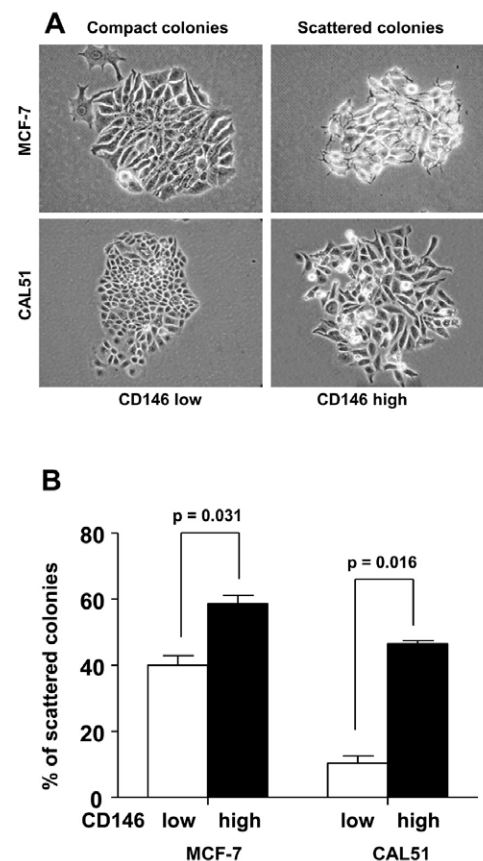 A
Compact colonies Scattered colonies
MCF-7
CAL51
CD146 low CD146 high
B
p = 0.031
p = 0.016
% of scattered colonies
80
60
40
20
0
CD146 low high low high
MCF-7 CAL51